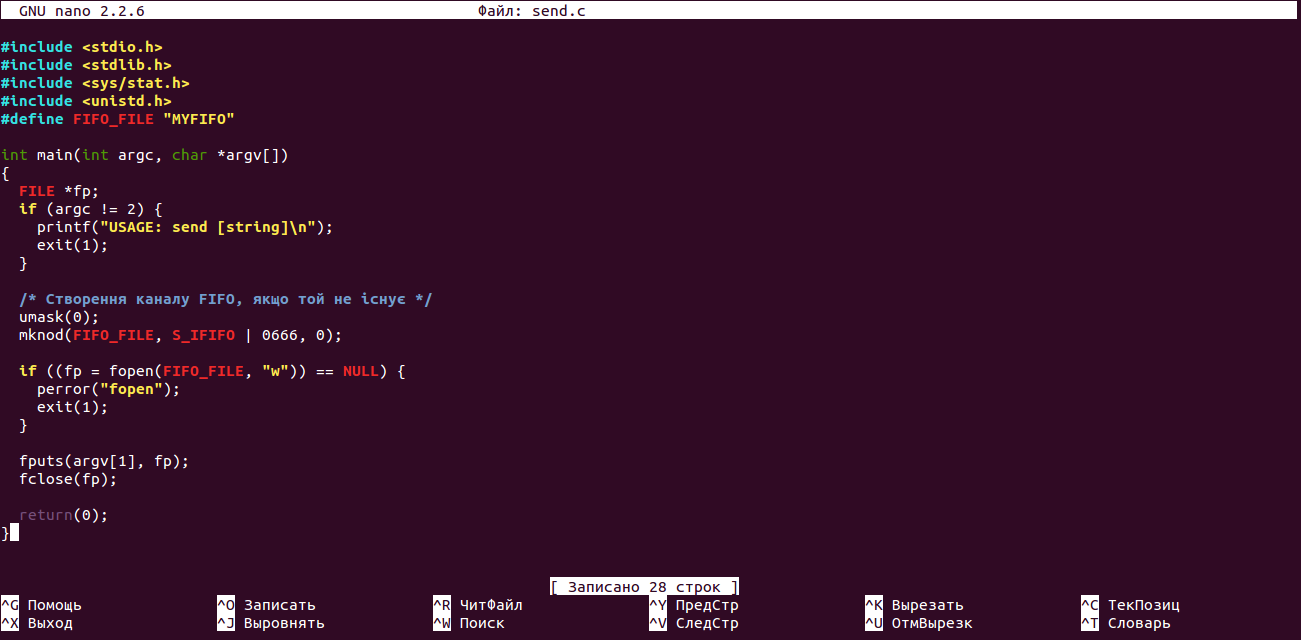 GNU nano 2.2.6 Файл: send.c
#include <stdio.h>
#include <stdlib.h>
#include <sys/stat.h>
#include <unistd.h>
#define FIFO_FILE "MYFIFO"
int main(int argc, char *argv[])
{
FILE *fp;
if (argc != 2) {
printf("USAGE: send [string]\n");
exit(1);
}
/* Створення каналу FIFO, якщо той не існує */
umask(0);
mknod(FIFO_FILE, S_IFIFO | 0666, 0);
if ((fp = fopen(FIFO_FILE, "w")) == NULL) {
perror("fopen");
exit(1);
}
fputs(argv[1], fp);
fclose(fp);
return(0);
}
[ Записано 28 строк ]
^G Помощь ^O Записать ^R ЧитФайл ^Y ПредСтр ^K Вырезать ^C ТекПозиц
^X Выход ^J Выровнять ^W Поиск ^V СледСтр ^U ОтмВырезк ^T Словарь